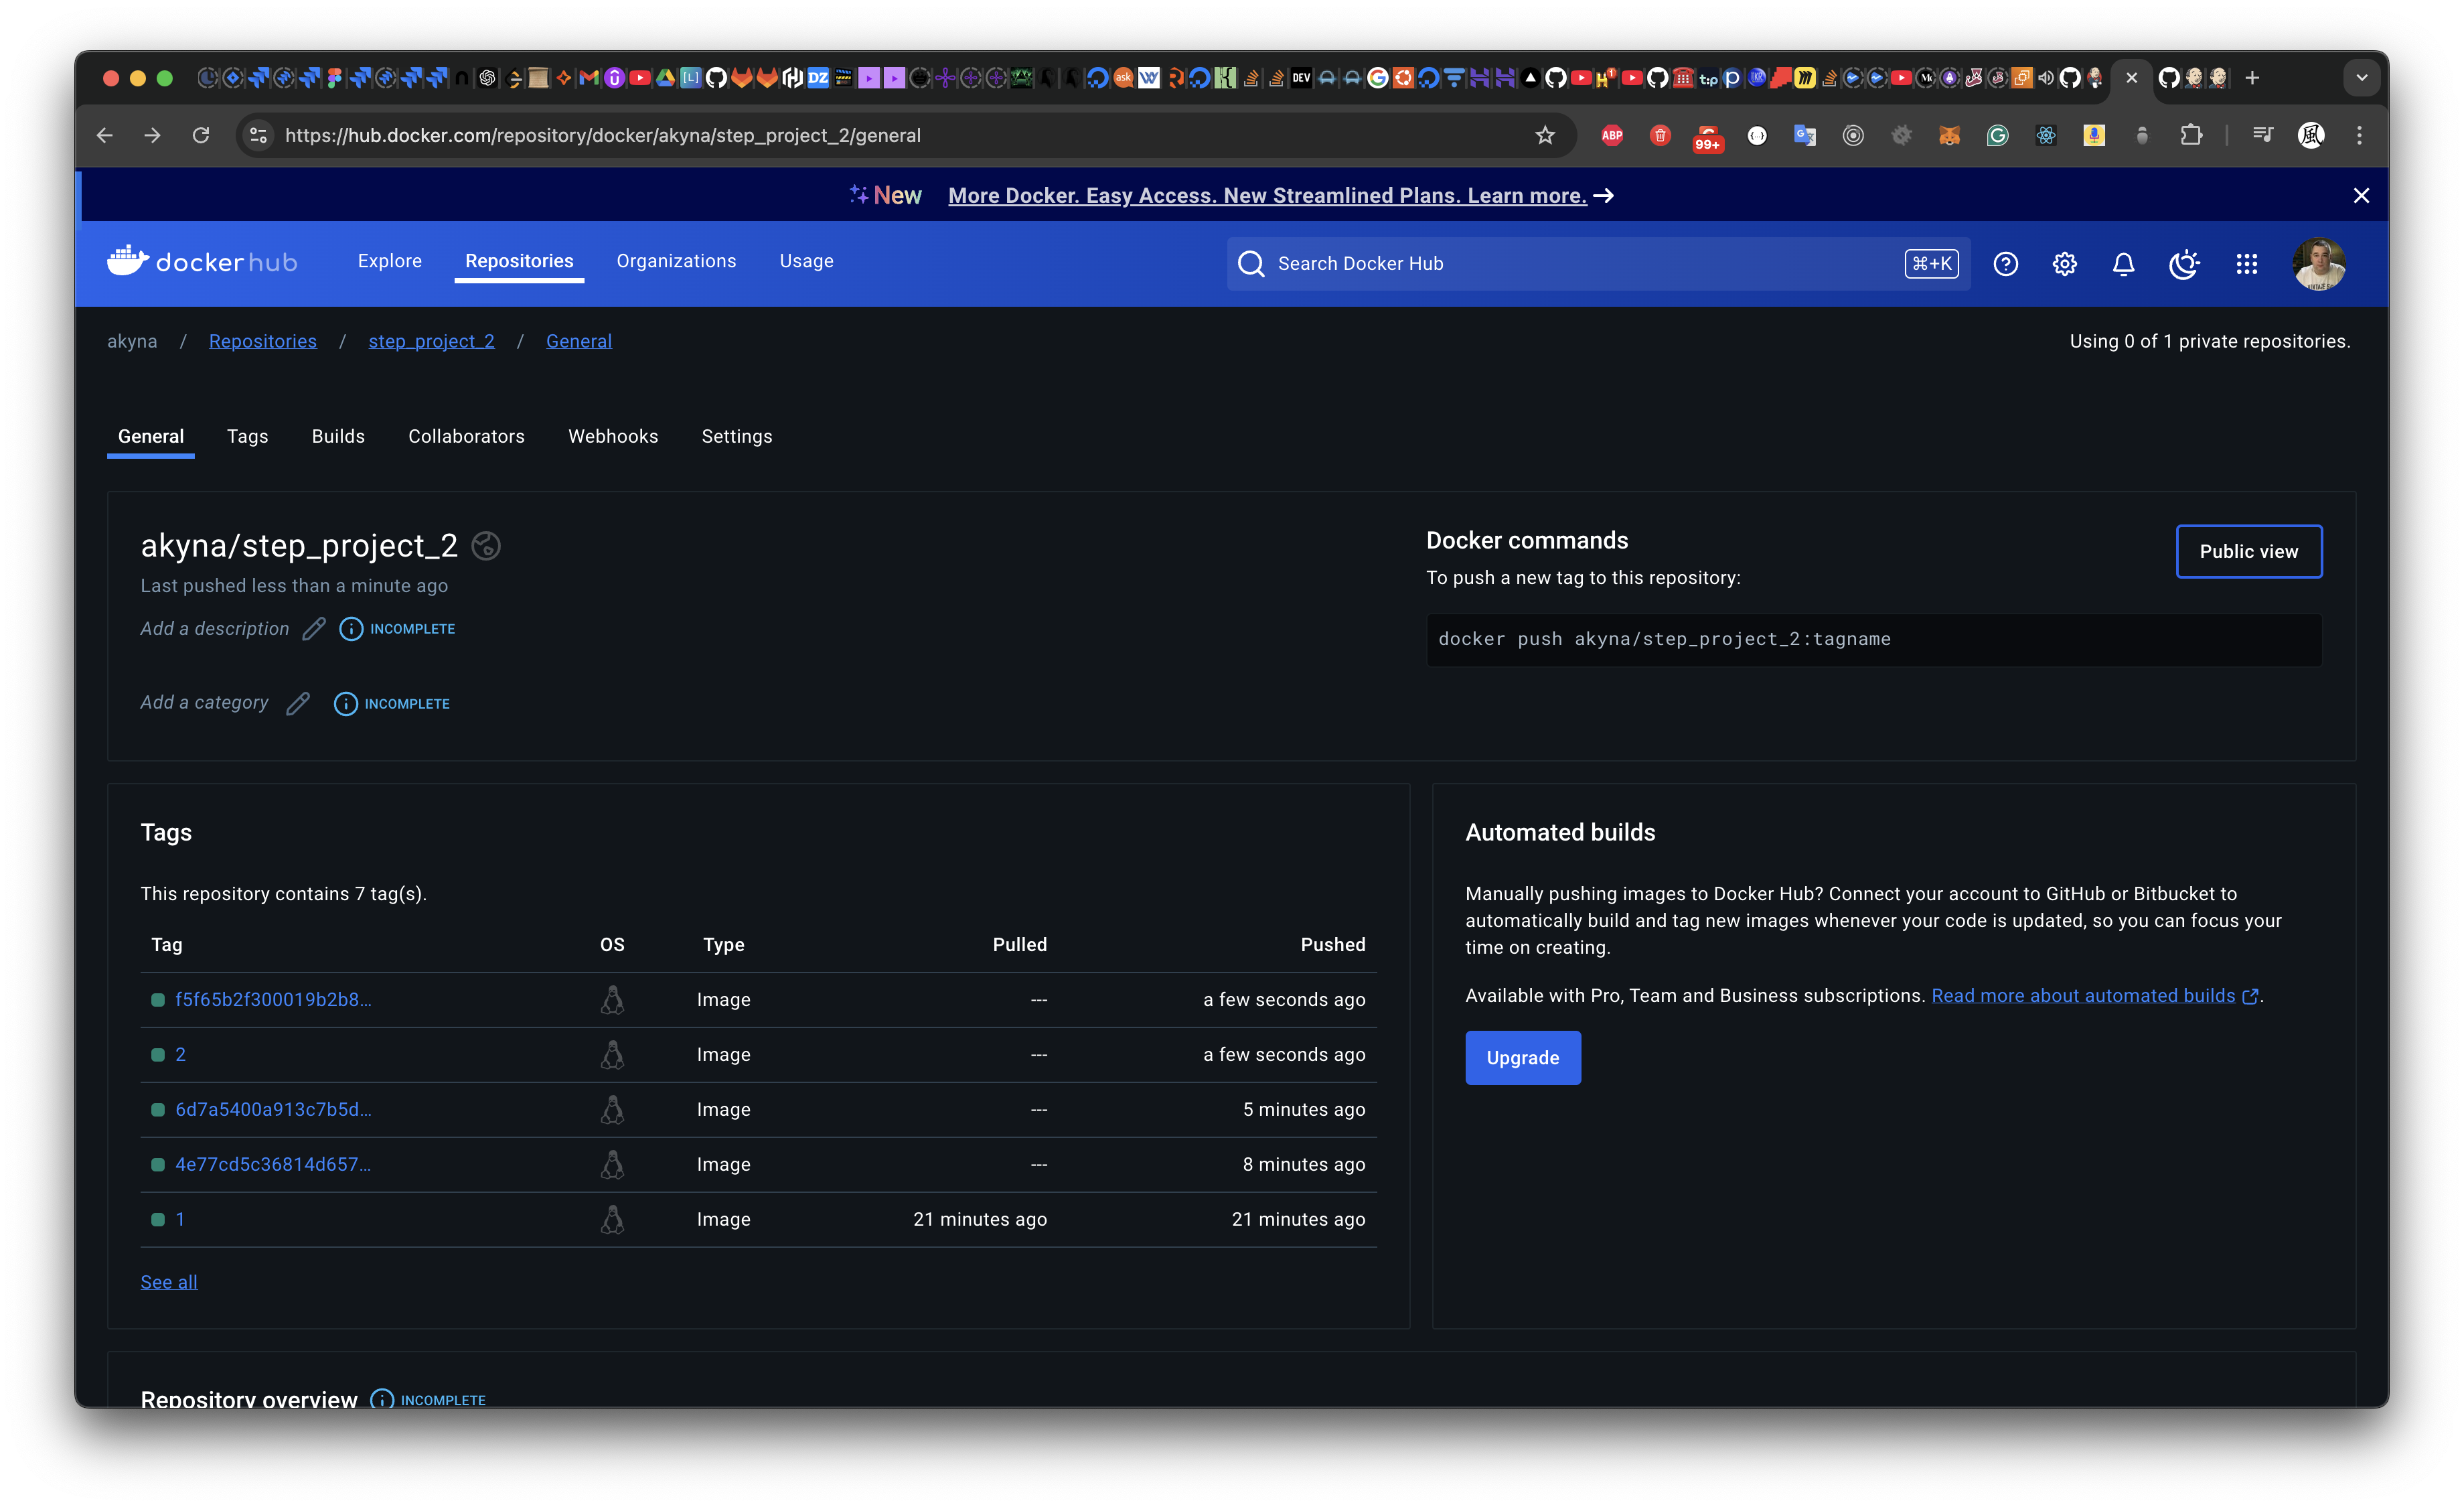 https://hub.docker.com/repository/docker/akyna/step_project_2/general
ABP
99+
New More Docker. Easy Access. New Streamlined Plans. Learn more. →
dockerhub
Explore
Repositories
Organizations
Usage
Search Docker Hub
⌘+K
akyna / Repositories / step_project_2 / General
Using 0 of 1 private repositories.
General
Tags
Builds
Collaborators
Webhooks
Settings
akyna/step_project_2
Last pushed less than a minute ago
Add a description
INCOMPLETE
Add a category
INCOMPLETE
Docker commands
Public view
To push a new tag to this repository:
docker push akyna/step_project_2:tagname
Tags
This repository contains 7 tag(s).
Tag OS Type Pulled Pushed
f5f65b2f300019b2b8... Image --- a few seconds ago
2 Image --- a few seconds ago
6d7a5400a913c7b5d... Image --- 5 minutes ago
4e77cd5c36814d657... Image --- 8 minutes ago
1 Image 21 minutes ago 21 minutes ago
See all
Automated builds
Manually pushing images to Docker Hub? Connect your account to GitHub or Bitbucket to
automatically build and tag new images whenever your code is updated, so you can focus your
time on creating.
Available with Pro, Team and Business subscriptions. Read more about automated builds.
Upgrade
Repository overview
INCOMPLETE